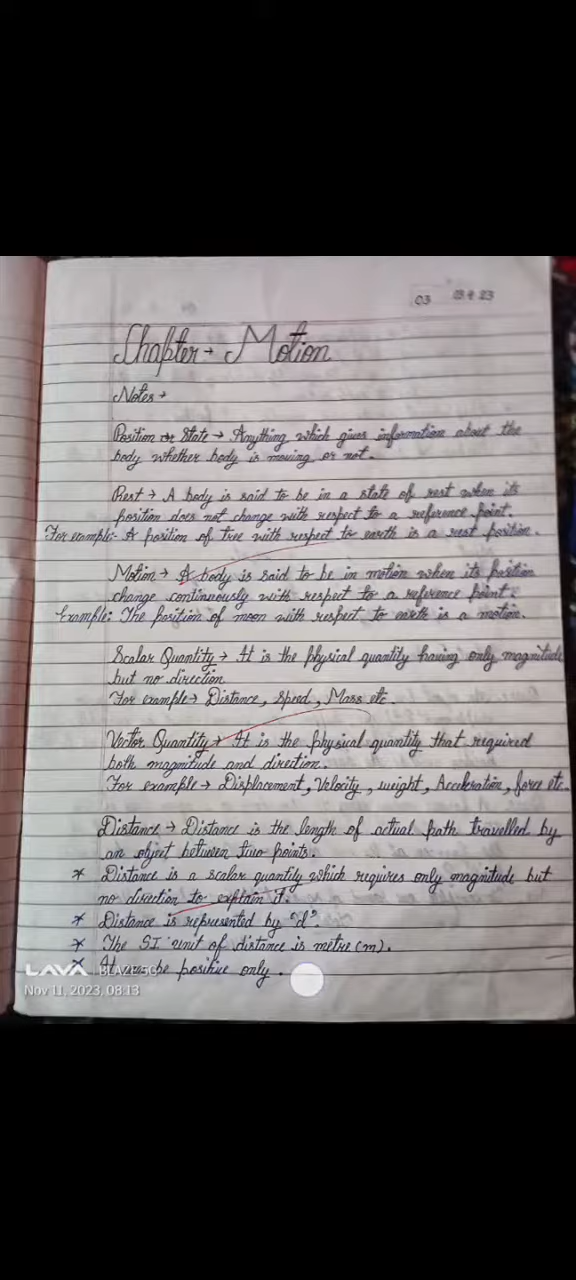 03 03 4 23
Chapter → Motion
Notes →
Position or State → Anything which gives information about the
body whether body is moving or not.
Rest → A body is said to be in a state of rest when its
position does not change with respect to a reference point.
For example:- A position of tree with respect to earth is a rest position.
Motion → A body is said to be in motion when its position
change continuously with respect to a reference point.
Example: The position of moon with respect to earth is a motion.
Scalar Quantity → It is the physical quantity having only magnitude
but no direction
For example → Distance, Speed, Mass etc.
Vector Quantity → It is the physical quantity that required
both magnitude and direction.
For example → Displacement, Velocity, weight, Acceleration, force etc.
Distance → Distance is the length of actual path travelled by
an object between two points.
* Distance is a scalar quantity which requires only magnitude but
no direction to explain it.
* Distance is represented by "d".
* The SI unit of distance is metre (m).
* It can be positive only.
LAVA BLAZE 5G
Nov 11, 2023, 08:13